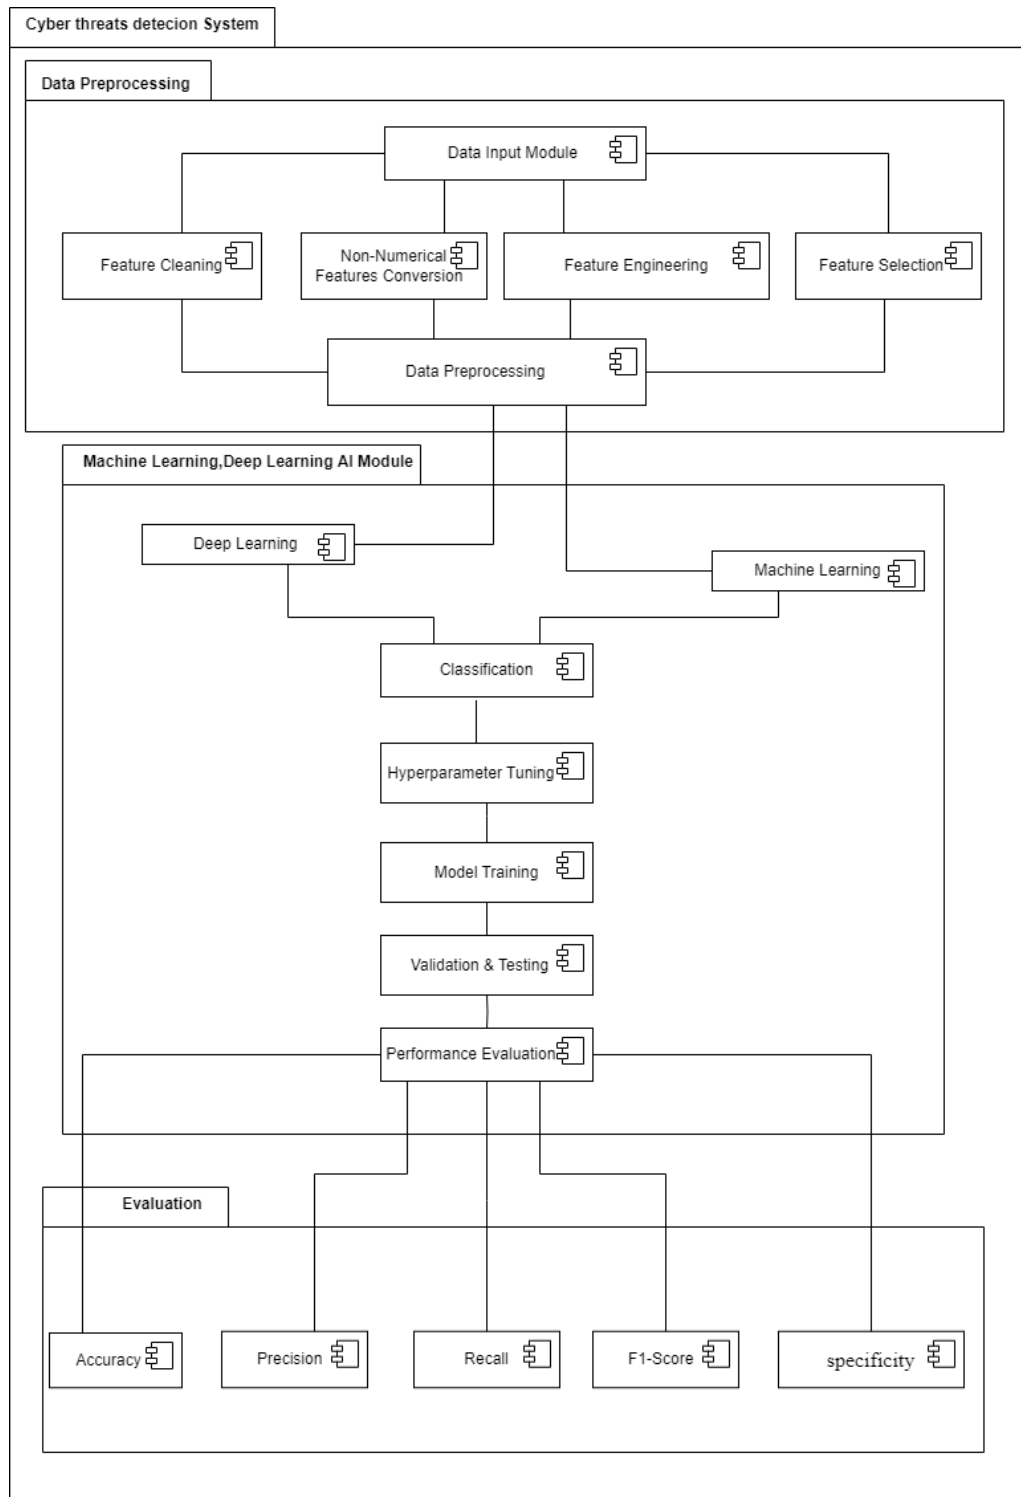 Cyber threats detecion System
Data Preprocessing
Data Input Module
Feature Cleaning
Non-Numerical
Features Conversion
Feature Engineering
Feature Selection
Data Preprocessing
Machine Learning,Deep Learning AI Module
Deep Learning
Machine Learning
Classification
Hyperparameter Tuning
Model Training
Validation & Testing
Performance Evaluation
Evaluation
Accuracy
Precision
Recall
F1-Score
specificity